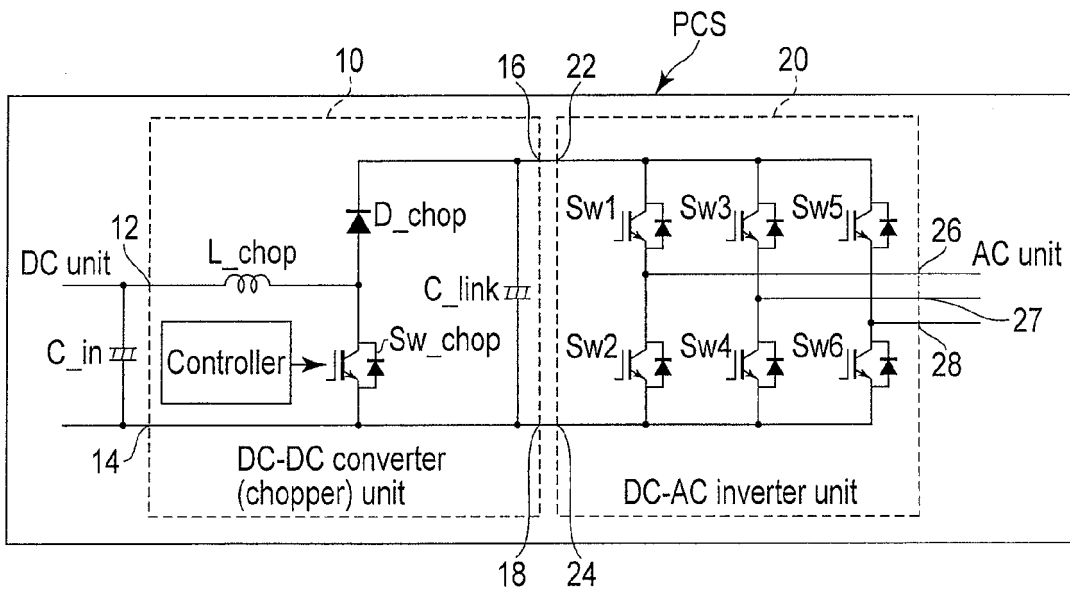 PCS
10
16
22
20
D_chop
Sw1
Sw3
Sw5
12
L_chop
26
DC unit
AC unit
C_link
27
C_in
Controller
Sw_chop
Sw2
Sw4
Sw6
28
14
DC-DC converter
(chopper) unit
DC-AC inverter unit
18
24